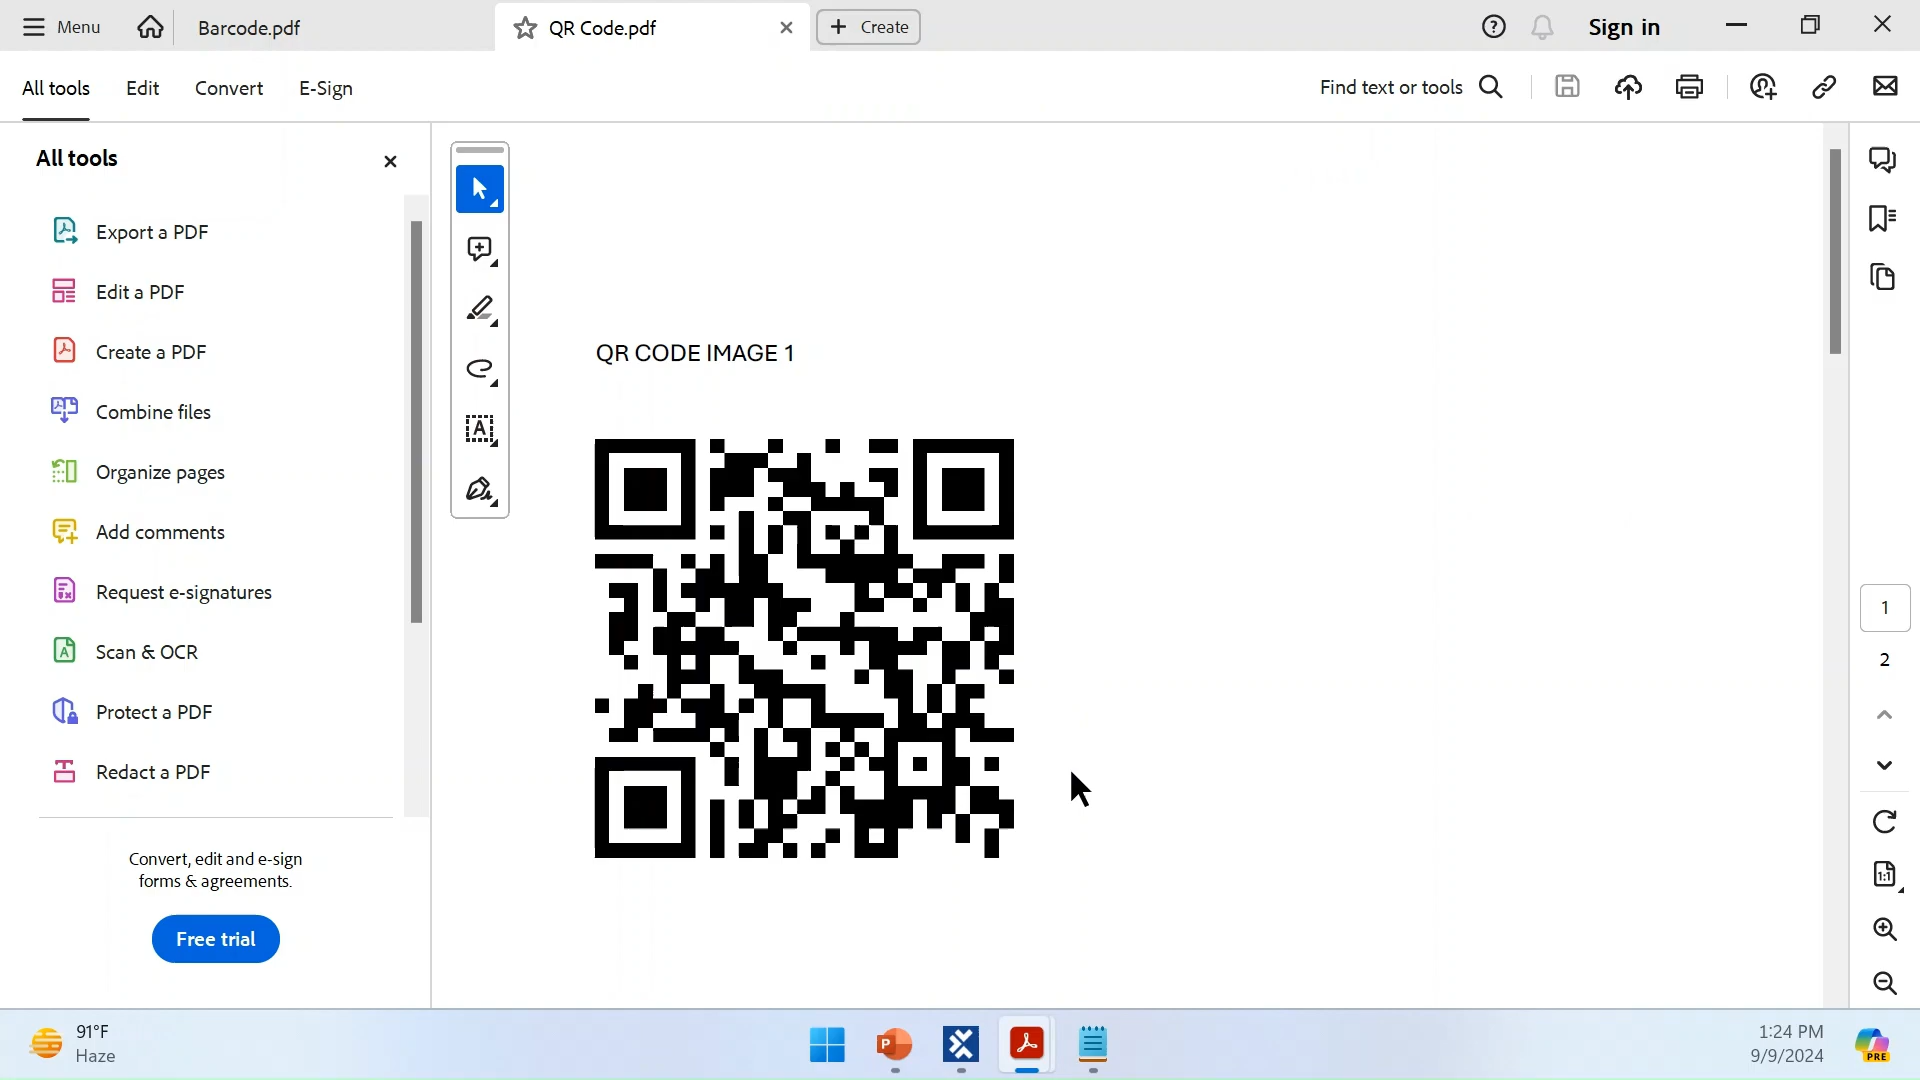 Menu
Barcode.pdf
QR Code.pdf
Create
Sign in
All tools
Edit
Convert
E-Sign
Find text or tools
All tools
Export a PDF
Edit a PDF
Create a PDF
Combine files
Organize pages
Add comments
Request e-signatures
Scan & OCR
Protect a PDF
Redact a PDF
Convert, edit and e-sign
forms & agreements.
Free trial
A
QR CODE IMAGE 1
1
2
1:1
91°F
Haze
P
1:24 PM
9/9/2024
PRE